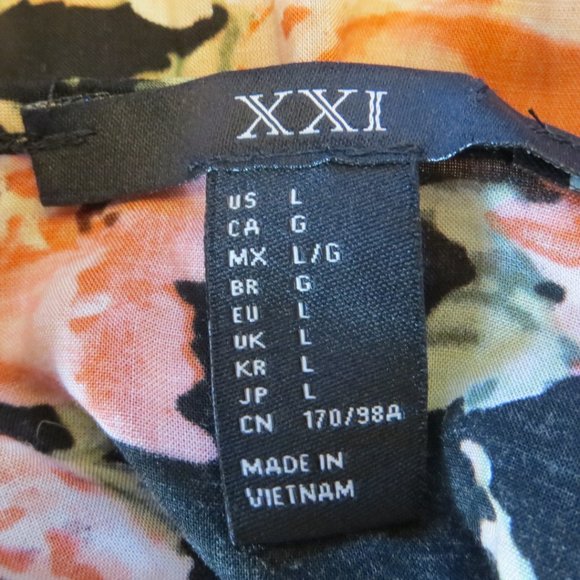 XXI
US L
CA G
MX L/G
BR G
EU L
UK L
KR L
JP L
CN 170/98A
MADE IN
VIETNAM